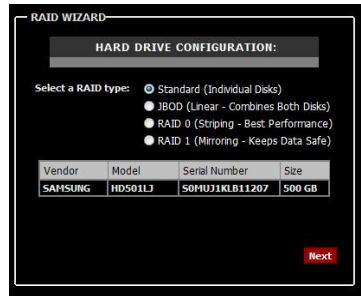 RAID WIZARD
HARD DRIVE CONFIGURATION:
Select a RAID type: Standard (Individual Disks)
JBOD (Linear - Combines Both Disks)
RAID 0 (Striping - Best Performance)
RAID 1 (Mirroring - Keeps Data Safe)
Vendor Model Serial Number Size
SAMSUNG HD501LJ S0MUJ1KLB11207 500 GB
Next